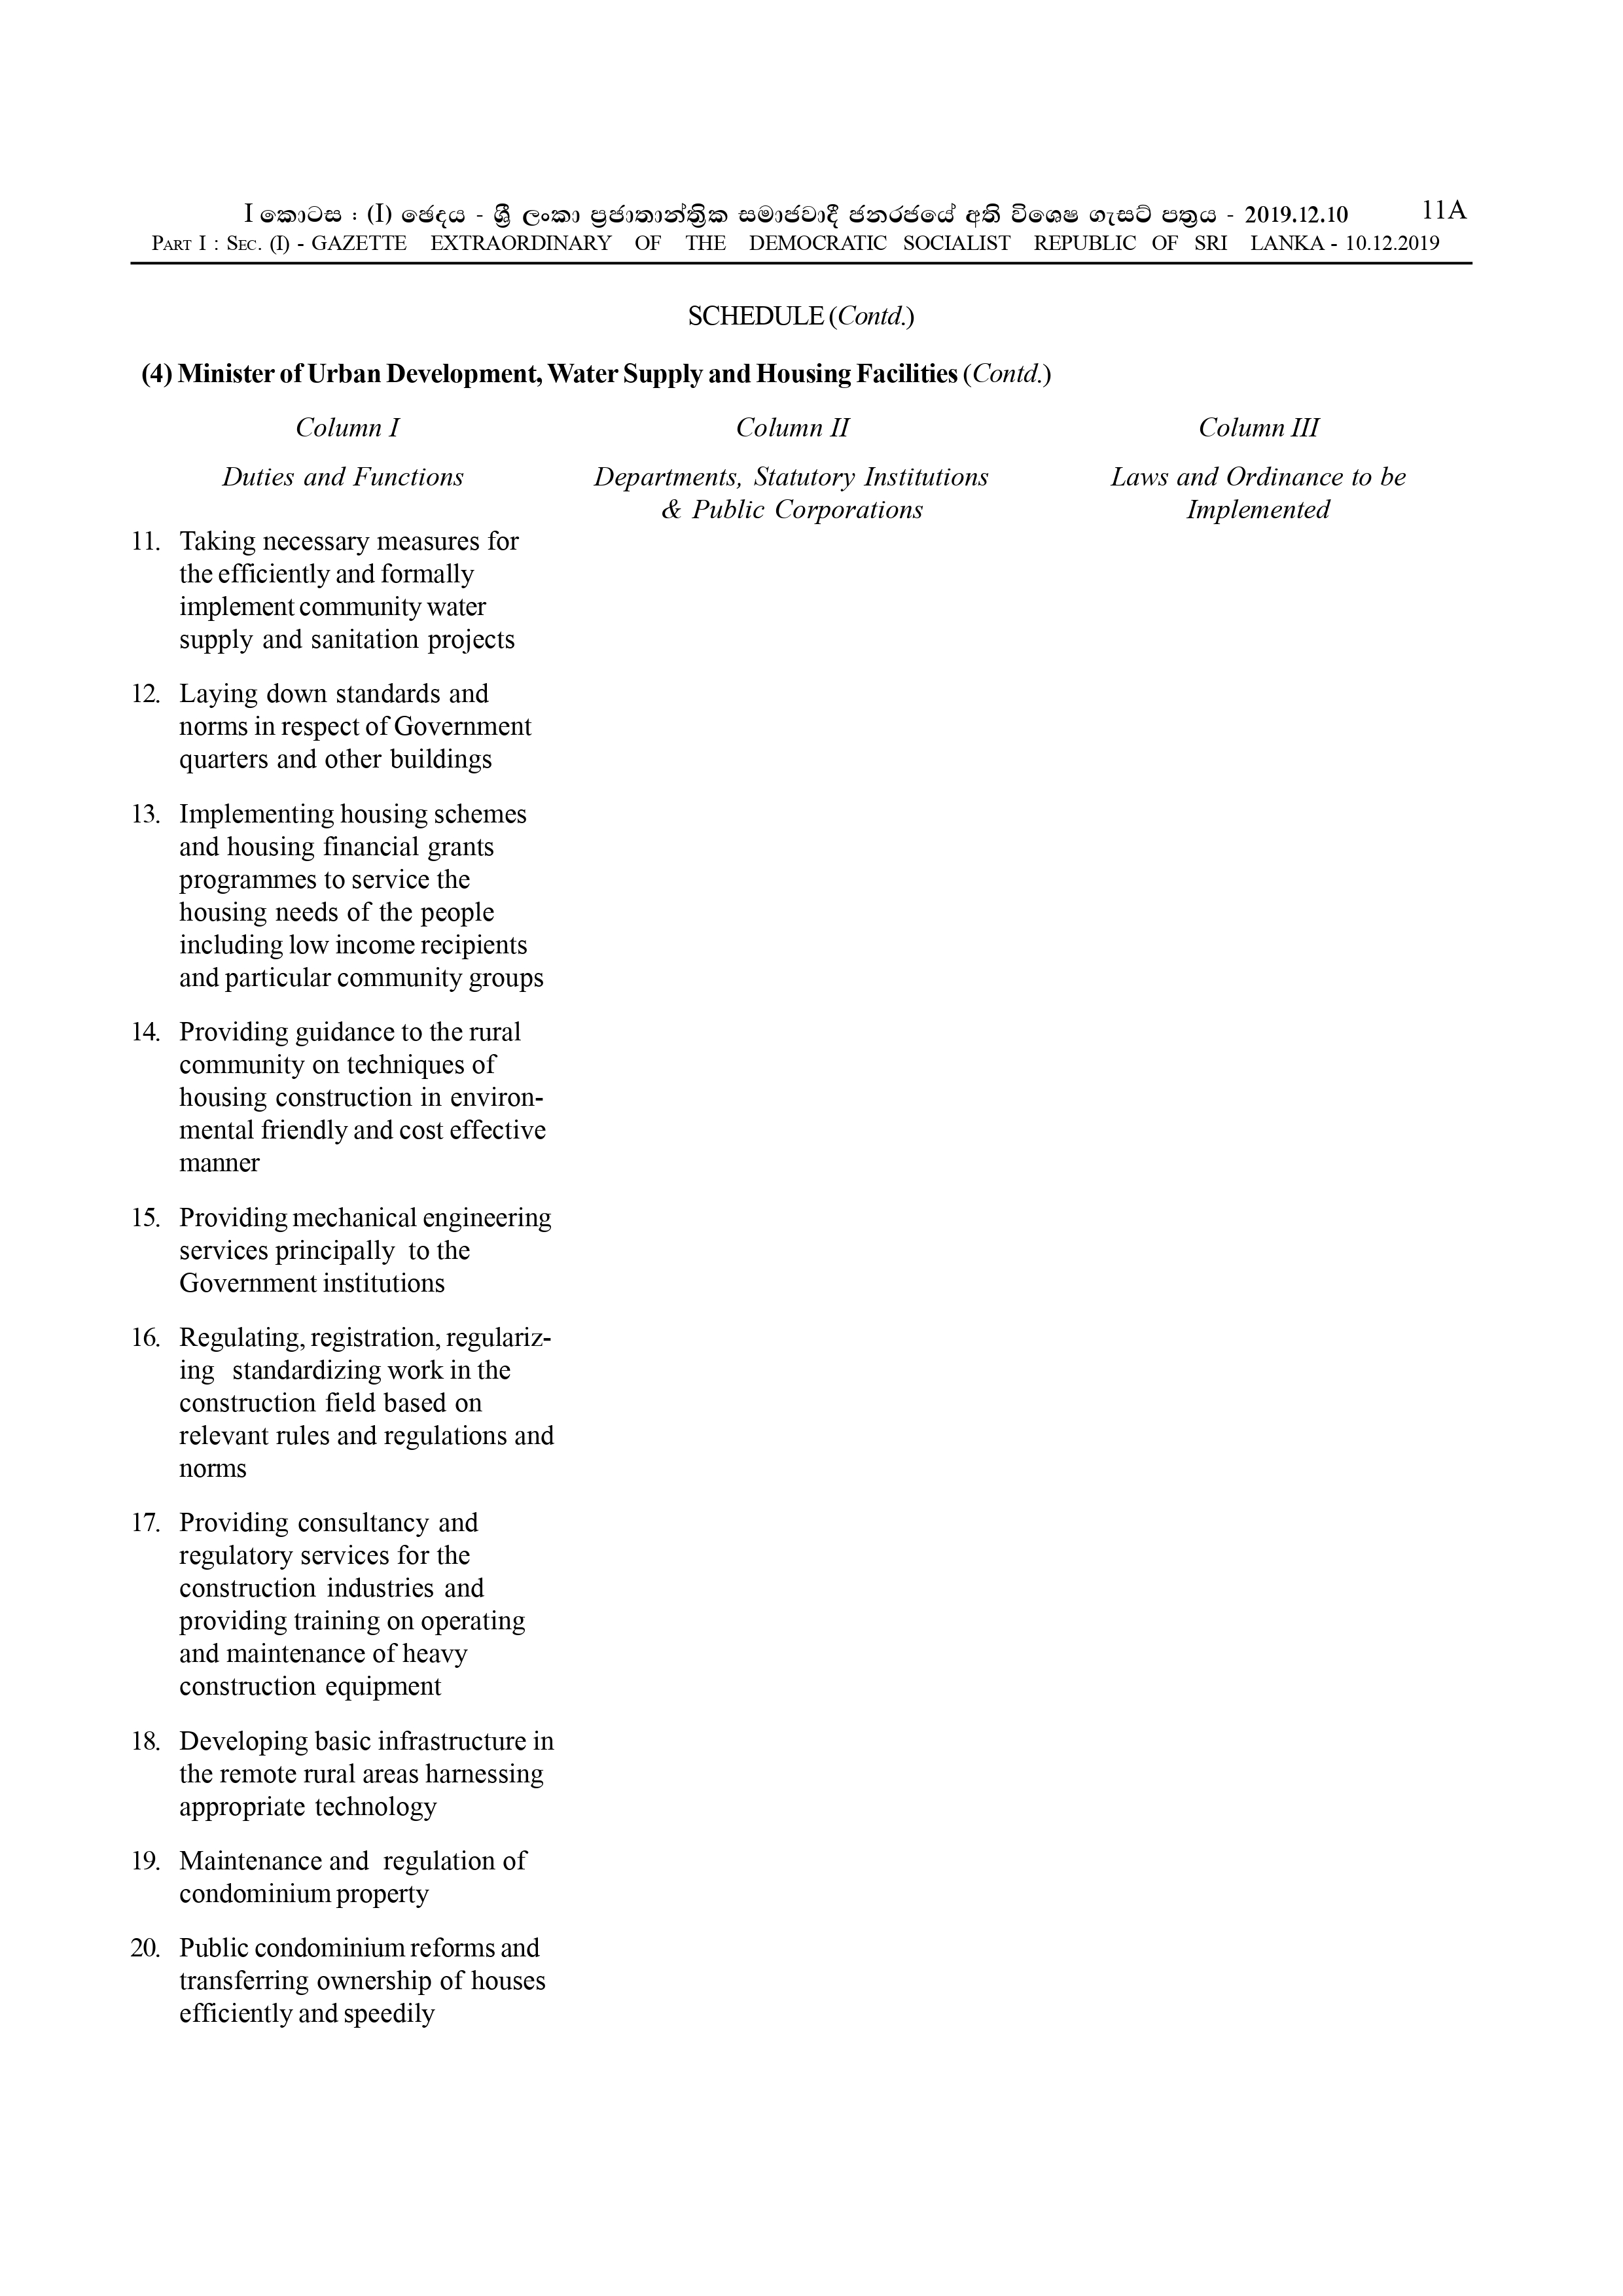 I කොටස : (I) ඡෙදය - ශ්‍රී ලංකා ප්‍රජාතාන්ත්‍රික සමාජවාදී ජනරජයේ අති විශෙෂ ගැසට් පත්‍රය - 2019.12.10 11A
PART I : SEC. (I) - GAZETTE EXTRAORDINARY OF THE DEMOCRATIC SOCIALIST REPUBLIC OF SRI LANKA - 10.12.2019
SCHEDULE (Contd.)
(4) Minister of Urban Development, Water Supply and Housing Facilities (Contd.)
Column I Column II Column III
Duties and Functions Departments, Statutory Institutions Laws and Ordinance to be
& Public Corporations Implemented
11. Taking necessary measures for
the efficiently and formally
implement community water
supply and sanitation projects
12. Laying down standards and
norms in respect of Government
quarters and other buildings
13. Implementing housing schemes
and housing financial grants
programmes to service the
housing needs of the people
including low income recipients
and particular community groups
14. Providing guidance to the rural
community on techniques of
housing construction in environ-
mental friendly and cost effective
manner
15. Providing mechanical engineering
services principally to the
Government institutions
16. Regulating, registration, regulariz-
ing standardizing work in the
construction field based on
relevant rules and regulations and
norms
17. Providing consultancy and
regulatory services for the
construction industries and
providing training on operating
and maintenance of heavy
construction equipment
18. Developing basic infrastructure in
the remote rural areas harnessing
appropriate technology
19. Maintenance and regulation of
condominium property
20. Public condominium reforms and
transferring ownership of houses
efficiently and speedily